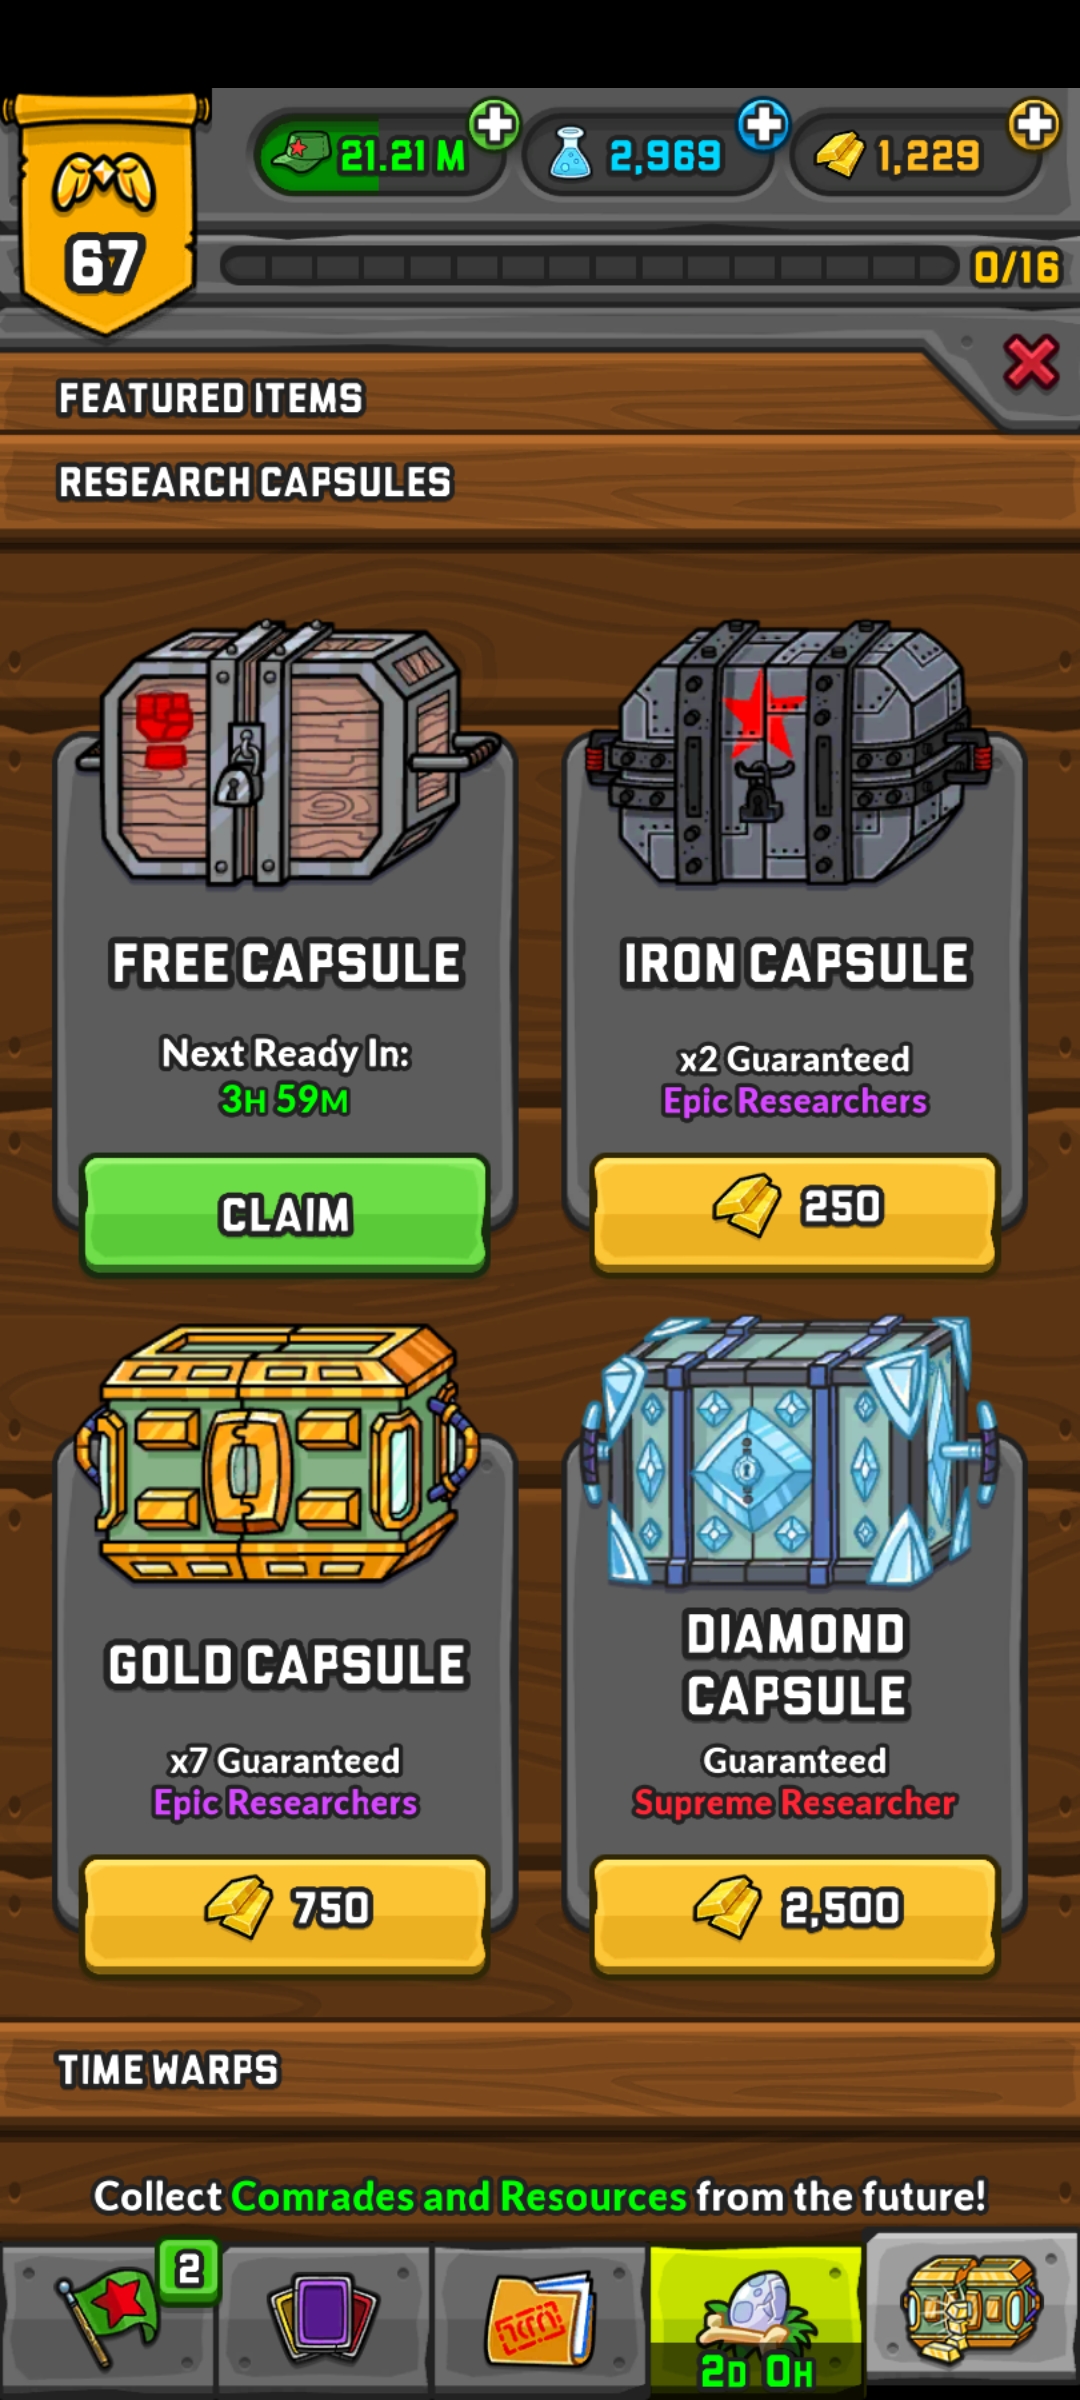 21.21 M
2,969
1,229
67
0/16
FEATURED ITEMS
RESEARCH CAPSULES
FREE CAPSULE
Next Ready In:
3H 59M
CLAIM
IRON CAPSULE
x2 Guaranteed
Epic Researchers
250
GOLD CAPSULE
x7 Guaranteed
Epic Researchers
750
DIAMOND
CAPSULE
Guaranteed
Supreme Researcher
2,500
TIME WARPS
Collect Comrades and Resources from the future!
2
2D 0H